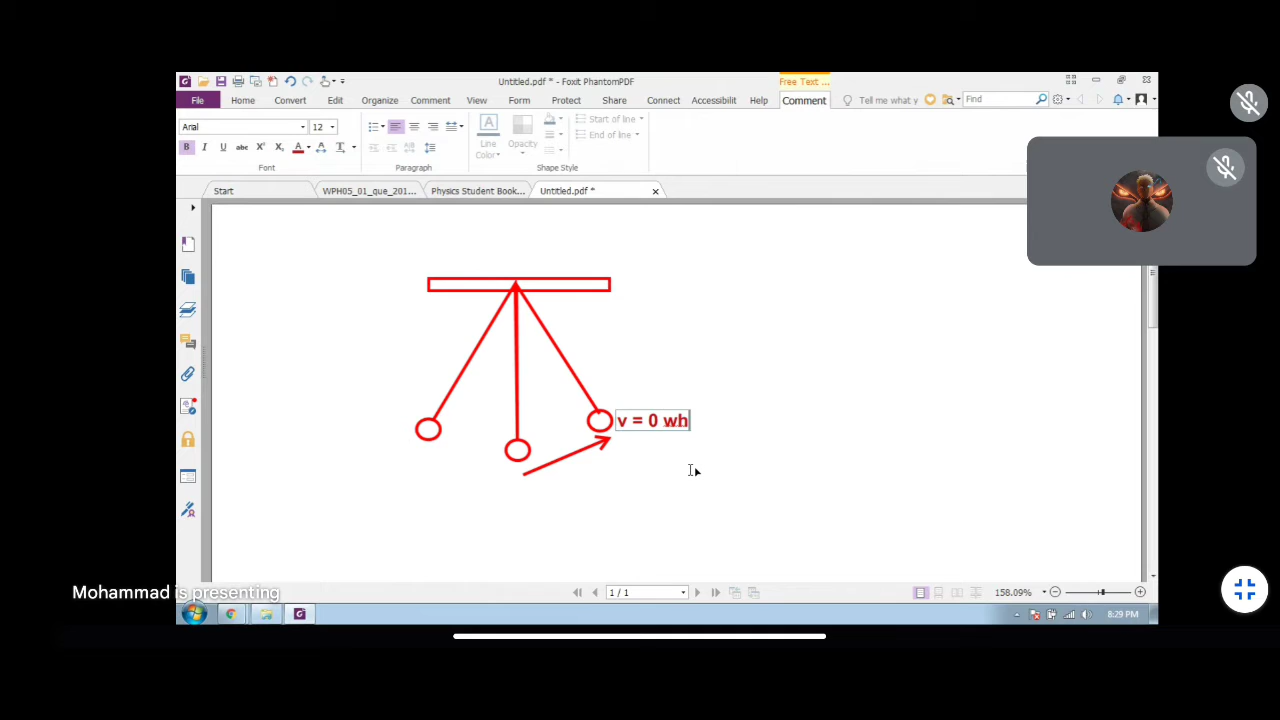 Untitled.pdf * - Foxit PhantomPDF
Free Text ...
File Home Convert Edit Organize Comment View Form Protect Share Connect Accessibilit Help Comment Tell me what y Find
Arial 12
Start of line
End of line
Line Color
Opacity
Font Paragraph Shape Style
Start WPH05_01_que_201... Physics Student Book... Untitled.pdf *
v = 0 wh
Mohammad is presenting
1 / 1
158.09%
8:29 PM